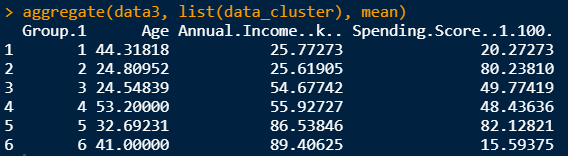 > aggregate(data3, list(data_cluster), mean)
Group.1 Age Annual.Income..k.. Spending.Score..1.100.
1 1 44.31818 25.77273 20.27273
2 2 24.80952 25.61905 80.23810
3 3 24.54839 54.67742 49.77419
4 4 53.20000 55.92727 48.43636
5 5 32.69231 86.53846 82.12821
6 6 41.00000 89.40625 15.59375